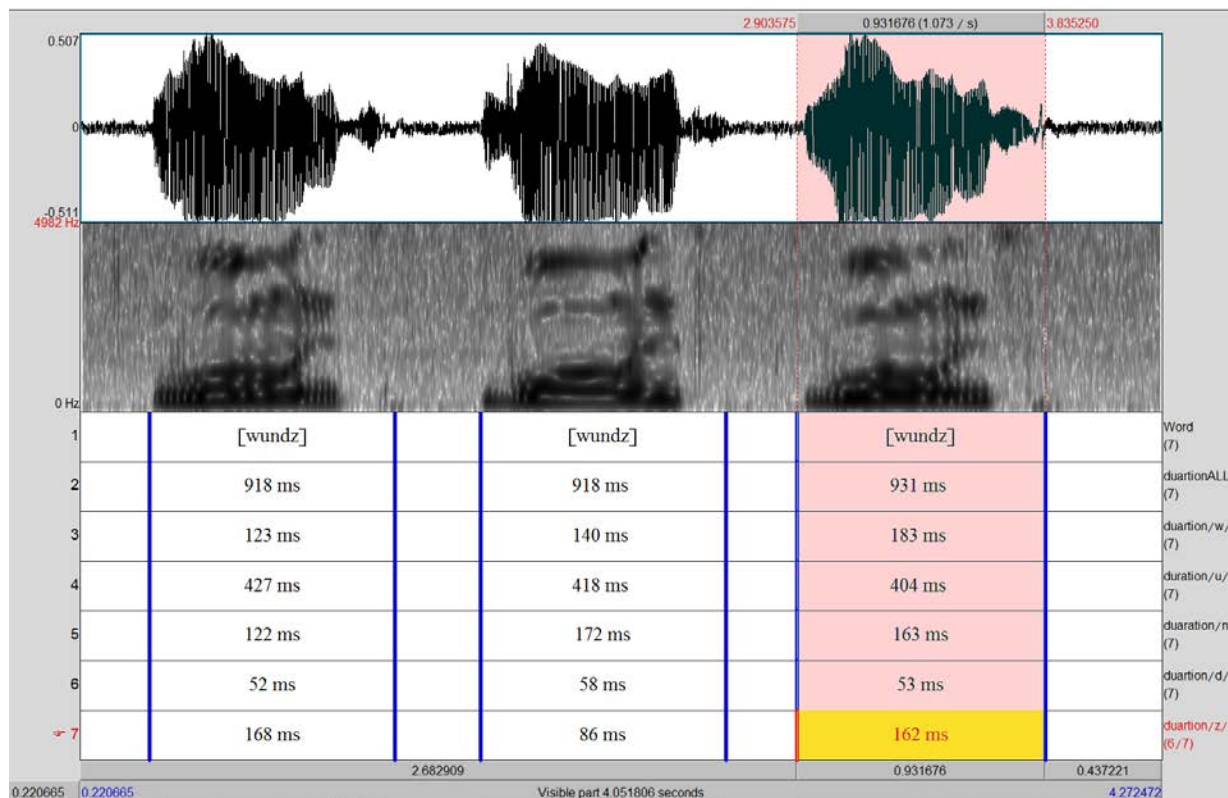 2.903575 0.931676 (1.073 / s) 3.835250
0.507
0
-0.511
4982 Hz
0 Hz
1 [wundz] [wundz] [wundz] Word
(7)
2 918 ms 918 ms 931 ms duartionALL
(7)
3 123 ms 140 ms 183 ms duartion/w/
(7)
4 427 ms 418 ms 404 ms duration/u/
(7)
5 122 ms 172 ms 163 ms duaration/n
(7)
6 52 ms 58 ms 53 ms duartion/d/
(7)
7 168 ms 86 ms 162 ms duartion/z/
(6/7)
2.682909 0.931676 0.437221
0.220665 0.220665 Visible part 4.051806 seconds 4.272472